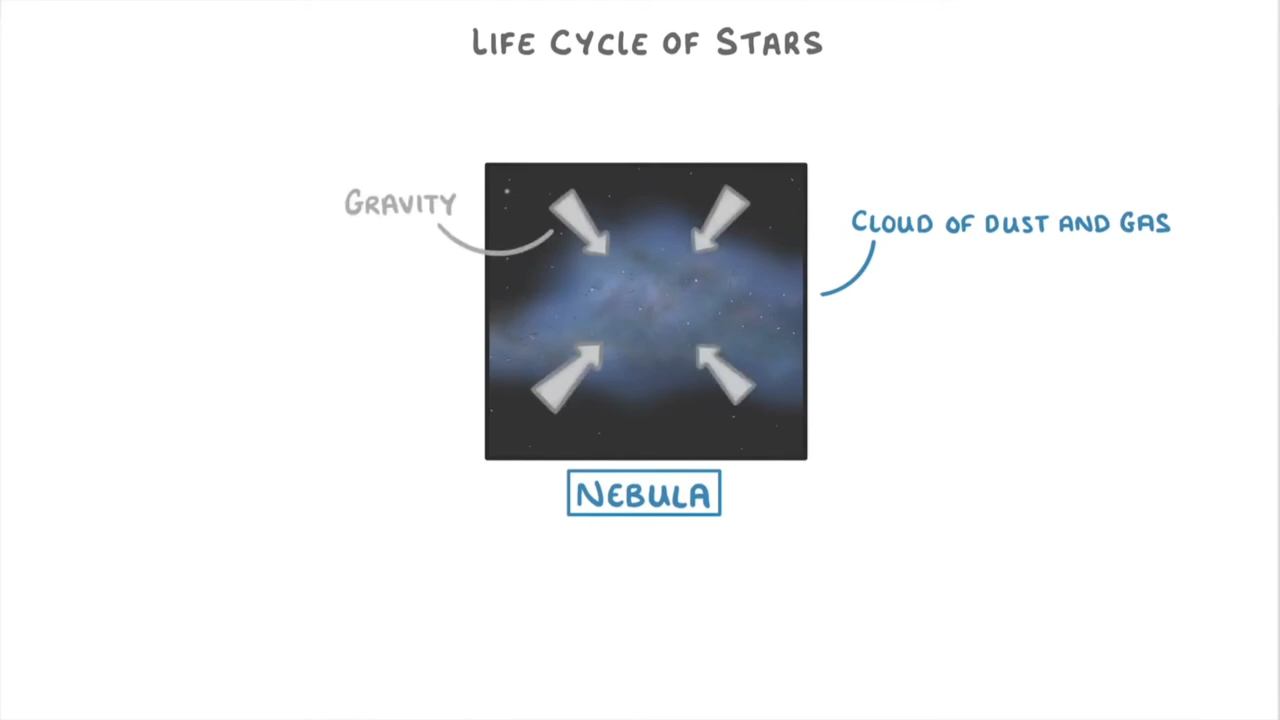 LIFE CYCLE OF STARS
GRAVITY
CLOUD OF DUST AND GAS
NEBULA